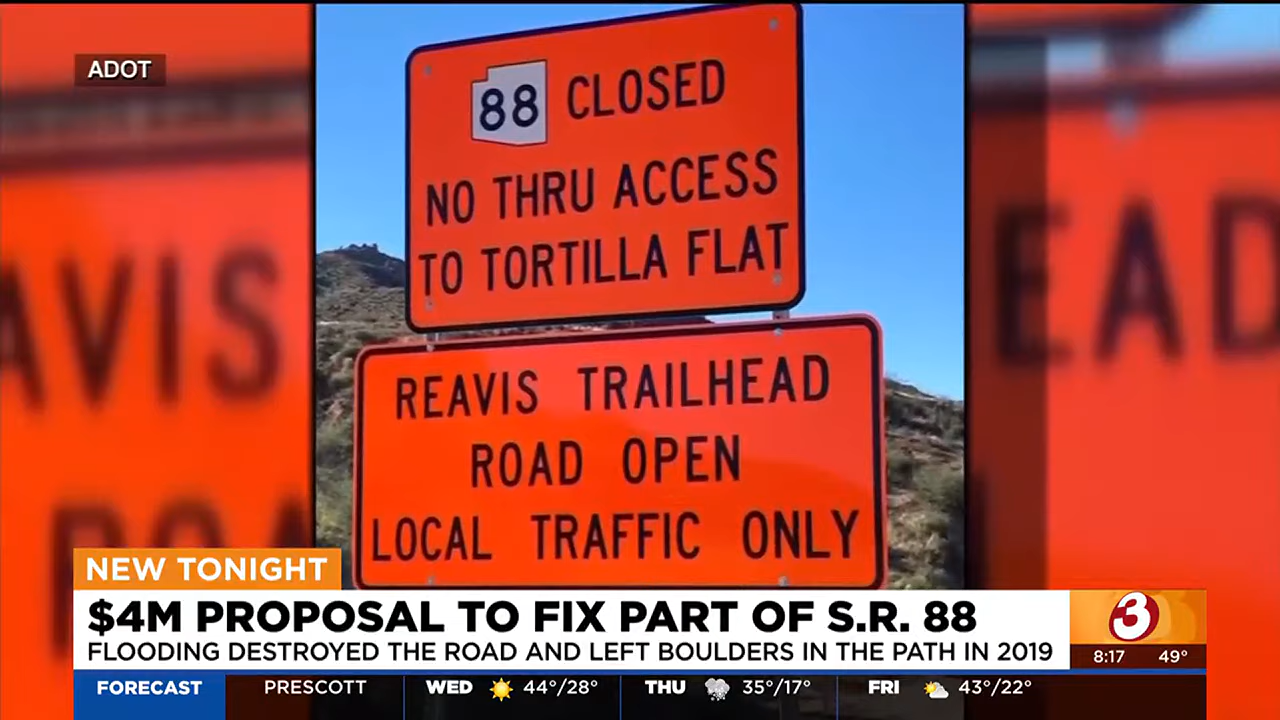 ADOT
88 CLOSED
NO THRU ACCESS
TO TORTILLA FLAT
REAVIS TRAILHEAD
ROAD OPEN
LOCAL TRAFFIC ONLY
AVIS
EAD
NEW TONIGHT
$4M PROPOSAL TO FIX PART OF S.R. 88
FLOODING DESTROYED THE ROAD AND LEFT BOULDERS IN THE PATH IN 2019
3
8:17 49°
FORECAST PRESCOTT WED 44°/28° THU 35°/17° FRI 43°/22°